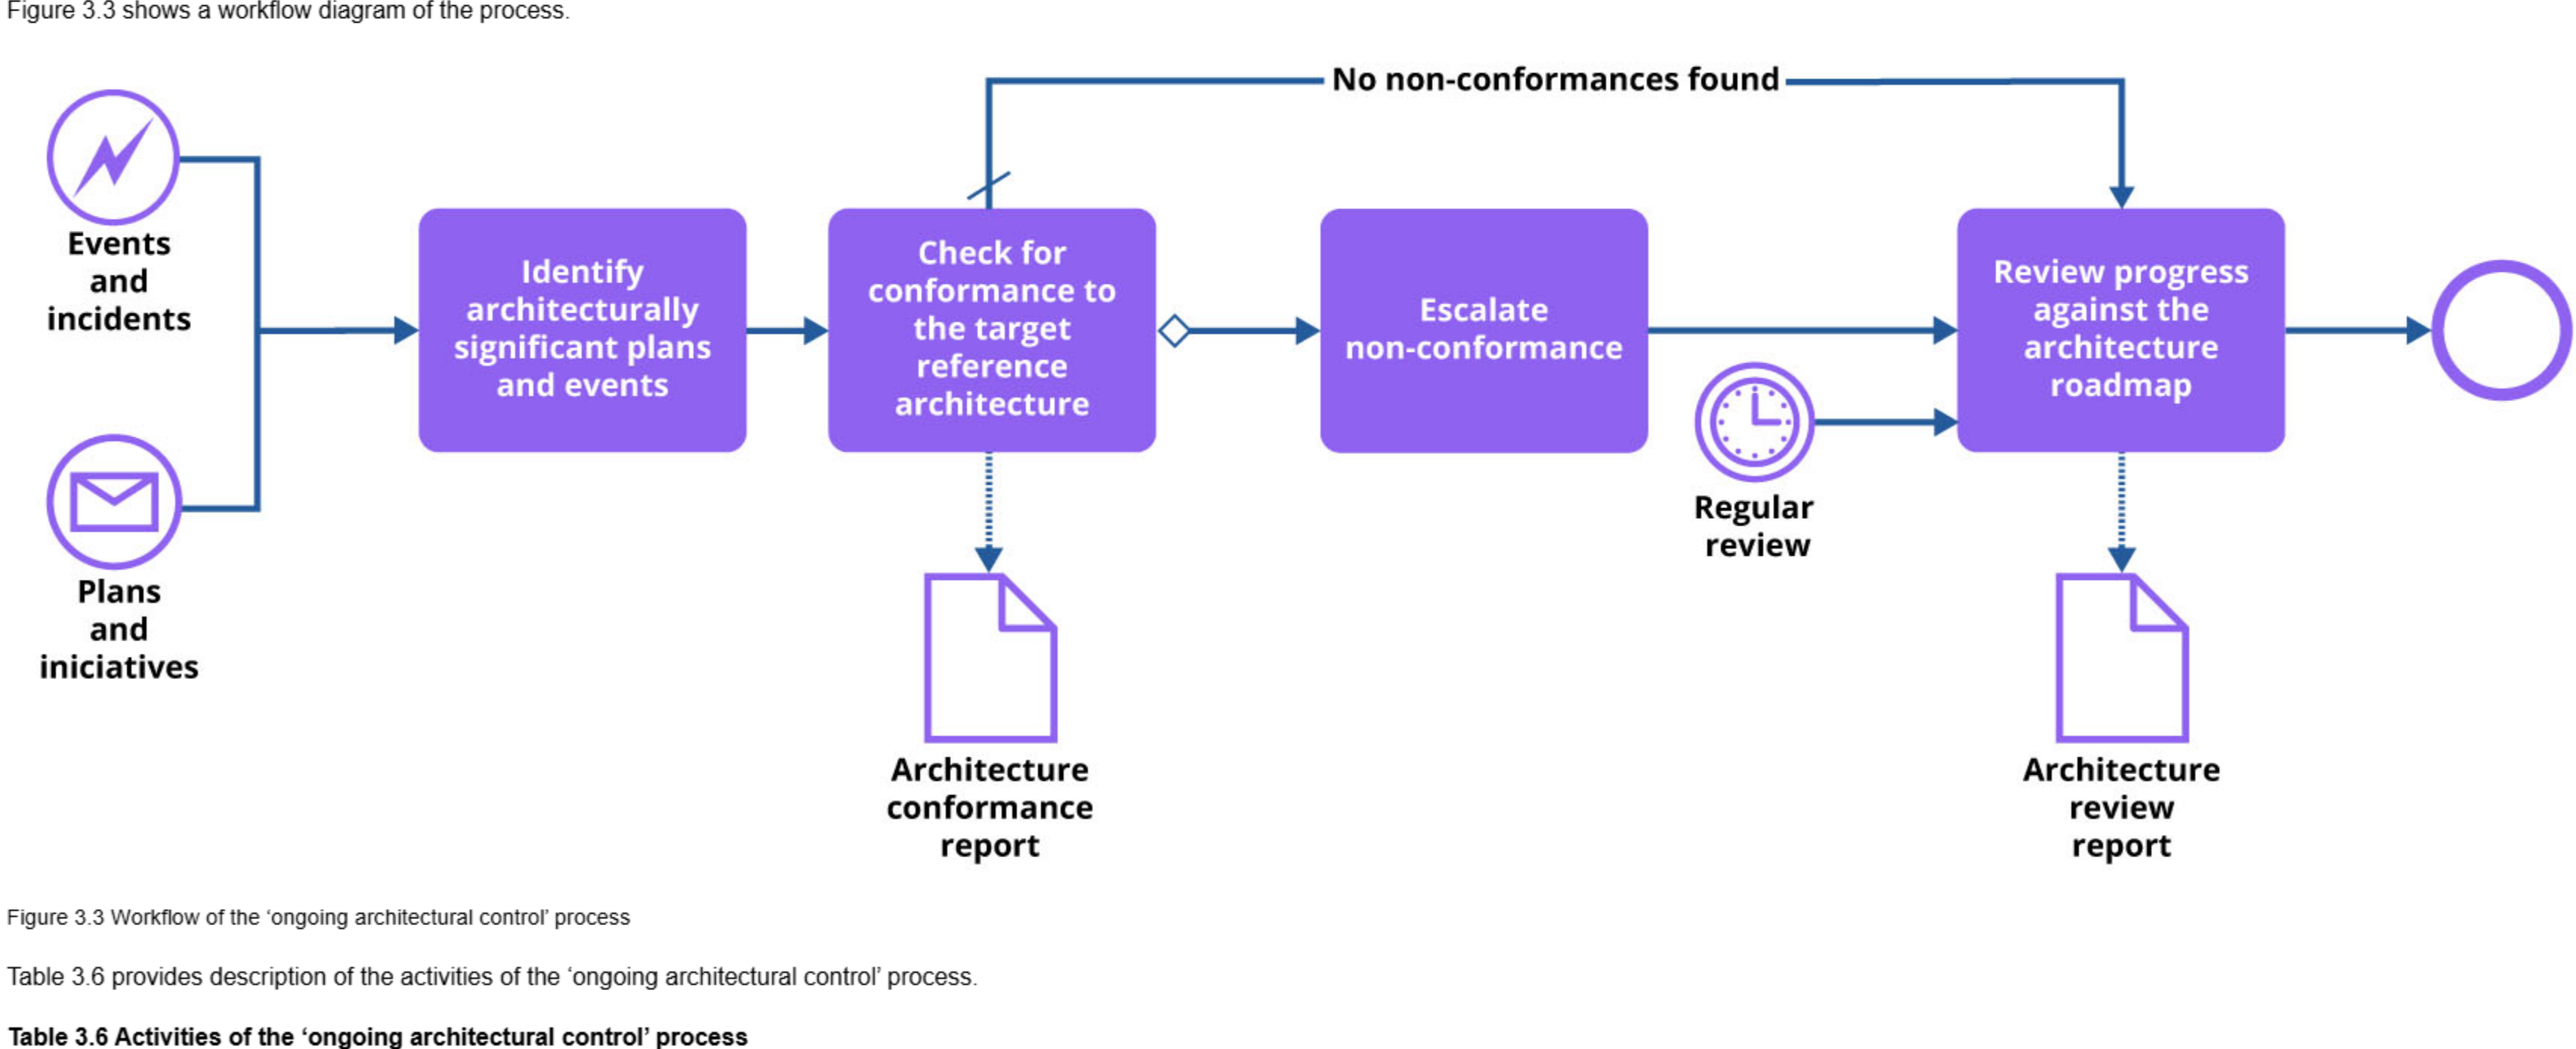 Figure 3.3 shows a workflow diagram of the process.
No non-conformances found
Events
and
incidents
Identify
architecturally
significant plans
and events
Check for
conformance to
the target
reference
architecture
Escalate
non-conformance
Review progress
against the
architecture
roadmap
Regular
review
Plans
and
iniciatives
Architecture
conformance
report
Architecture
review
report
Figure 3.3 Workflow of the ‘ongoing architectural control’ process
Table 3.6 provides description of the activities of the ‘ongoing architectural control’ process.
Table 3.6 Activities of the ‘ongoing architectural control’ process